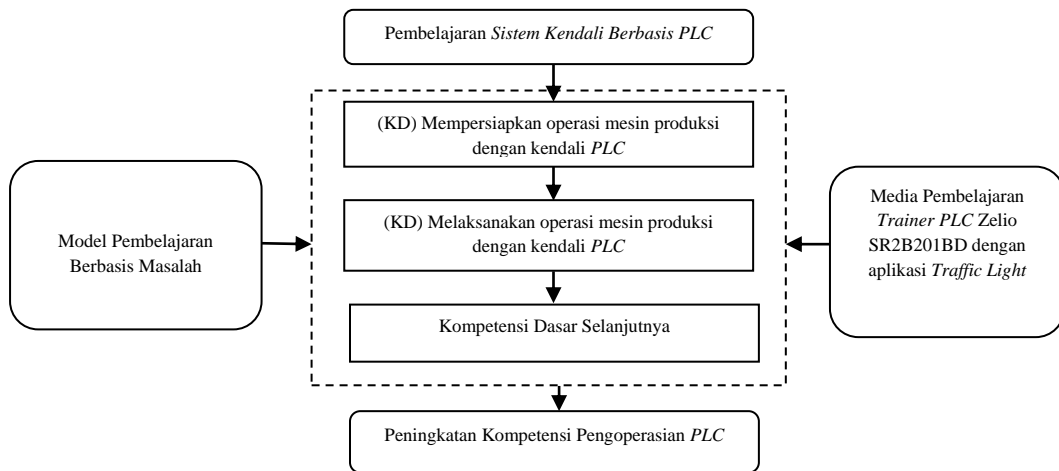 Pembelajaran Sistem Kendali Berbasis PLC
(KD) Mempersiapkan operasi mesin produksi
dengan kendali PLC
(KD) Melaksanakan operasi mesin produksi
dengan kendali PLC
Kompetensi Dasar Selanjutnya
Model Pembelajaran
Berbasis Masalah
Media Pembelajaran
Trainer PLC Zelio
SR2B201BD dengan
aplikasi Traffic Light
Peningkatan Kompetensi Pengoperasian PLC